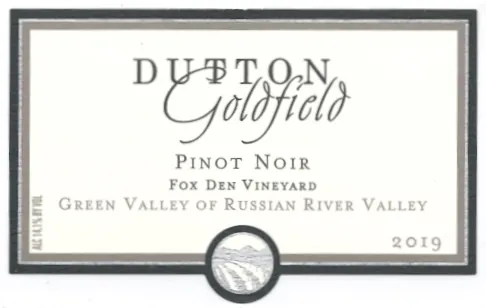 DUTTON
Goldfield
PINOT NOIR
FOX DEN VINEYARD
GREEN VALLEY OF RUSSIAN RIVER VALLEY
ALC 14.1% BY VOL
2019